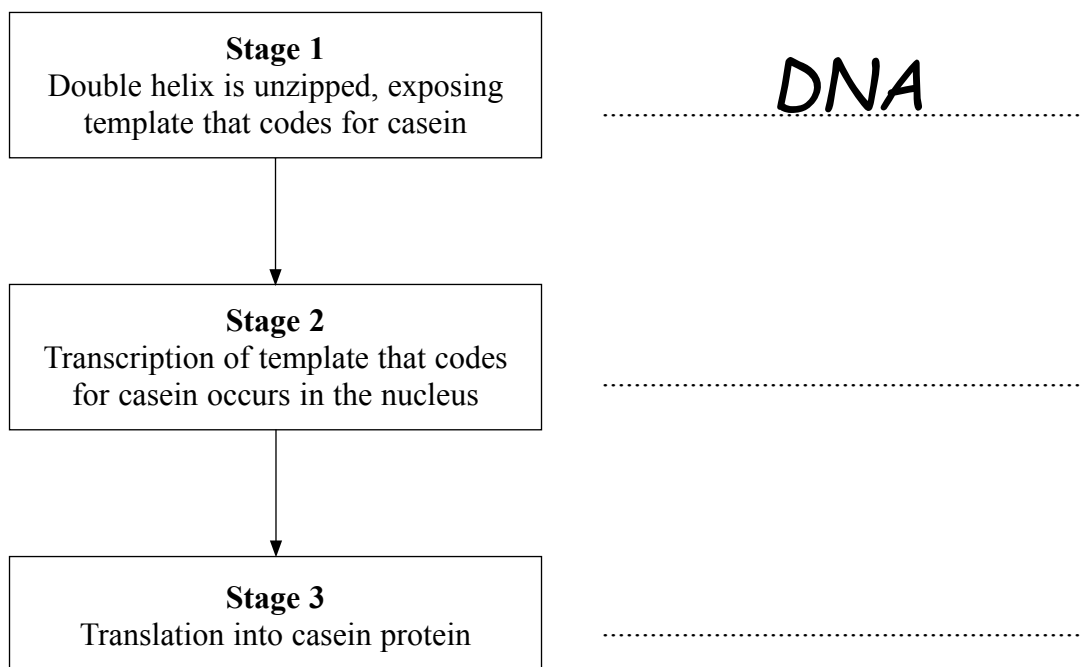 Stage 1
Double helix is unzipped, exposing
template that codes for casein
DNA
Stage 2
Transcription of template that codes
for casein occurs in the nucleus
Stage 3
Translation into casein protein